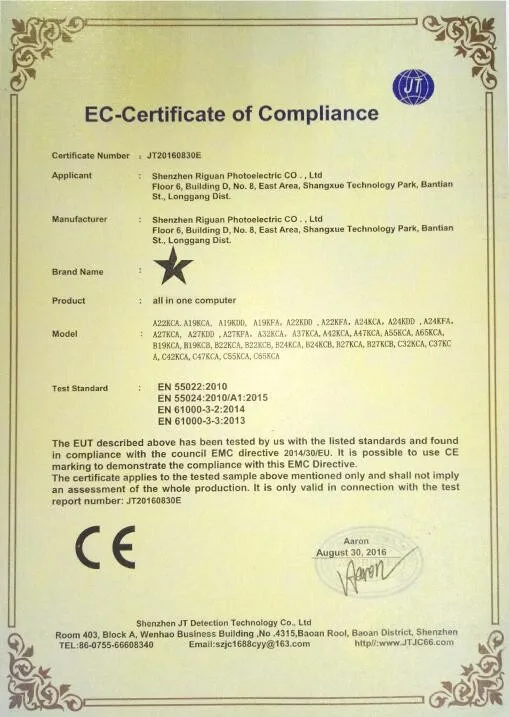 JT
EC-Certificate of Compliance
Certificate Number : JT20160830E
Applicant : Shenzhen Riguan Photoelectric CO . , Ltd
Floor 6, Building D, No. 8, East Area, Shangxue Technology Park, Bantian
St., Longgang Dist.
Manufacturer : Shenzhen Riguan Photoelectric CO . , Ltd
Floor 6, Building D, No. 8, East Area, Shangxue Technology Park, Bantian
St., Longgang Dist.
Brand Name :
Product : all in one computer
A22KCA, A19KCA, A19KDD, A19KFA, A22KDD ,A22KFA, A24KCA, A24KDD ,A24KFA,
Model : A27KCA, A27KDD ,A27KFA, A32KCA, A37KCA, A42KCA, A47KCA, A55KCA, A65KCA,
B19KCA, B19KCB, B22KCA, B22KCB, B24KCA, B24KCB, B27KCA, B27KCB, C32KCA, C37KC
A, C42KCA, C47KCA, C55KCA, C65KCA
Test Standard : EN 55022:2010
EN 55024:2010/A1:2015
EN 61000-3-2:2014
EN 61000-3-3:2013
The EUT described above has been tested by us with the listed standards and found
in compliance with the council EMC directive 2014/30/EU. It is possible to use CE
marking to demonstrate the compliance with this EMC Directive.
The certificate applies to the tested sample above mentioned only and shall not imply
an assessment of the whole production. It is only valid in connection with the test
report number: JT20160830E
CE
Aaron
August 30, 2016
Aaron
Shenzhen JT Detection Technology Co., Ltd
Room 403, Block A, Wenhao Business Building ,No .4315,Baoan Rool, Baoan District, Shenzhen
TEL:86-0755-66608340 Email:szjc1688cyy@163.com http//:www.JTJC66.com